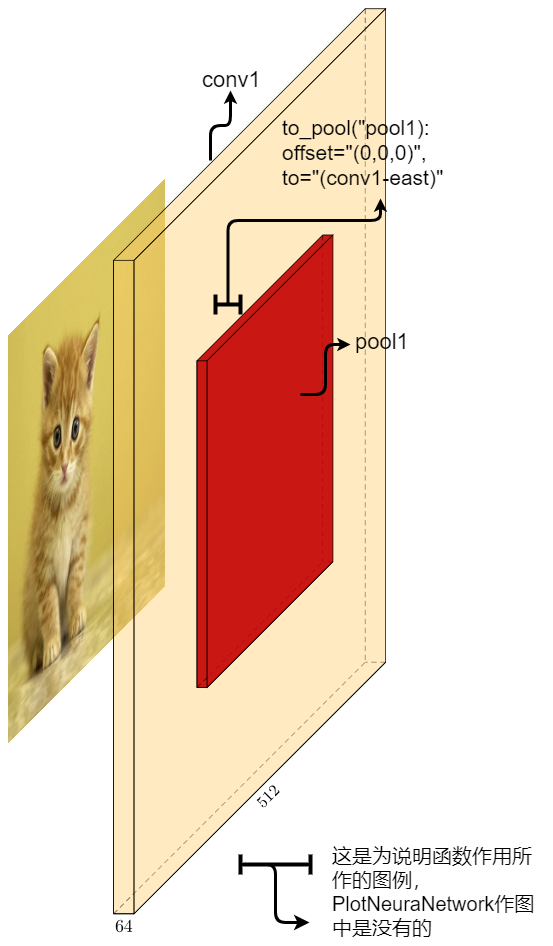 conv1
to_pool("pool1):
offset="(0,0,0)",
to="(conv1-east)"
pool1
512
64
这是为说明函数作用所
作的图例，
PlotNeuraNetwork作图
中是没有的